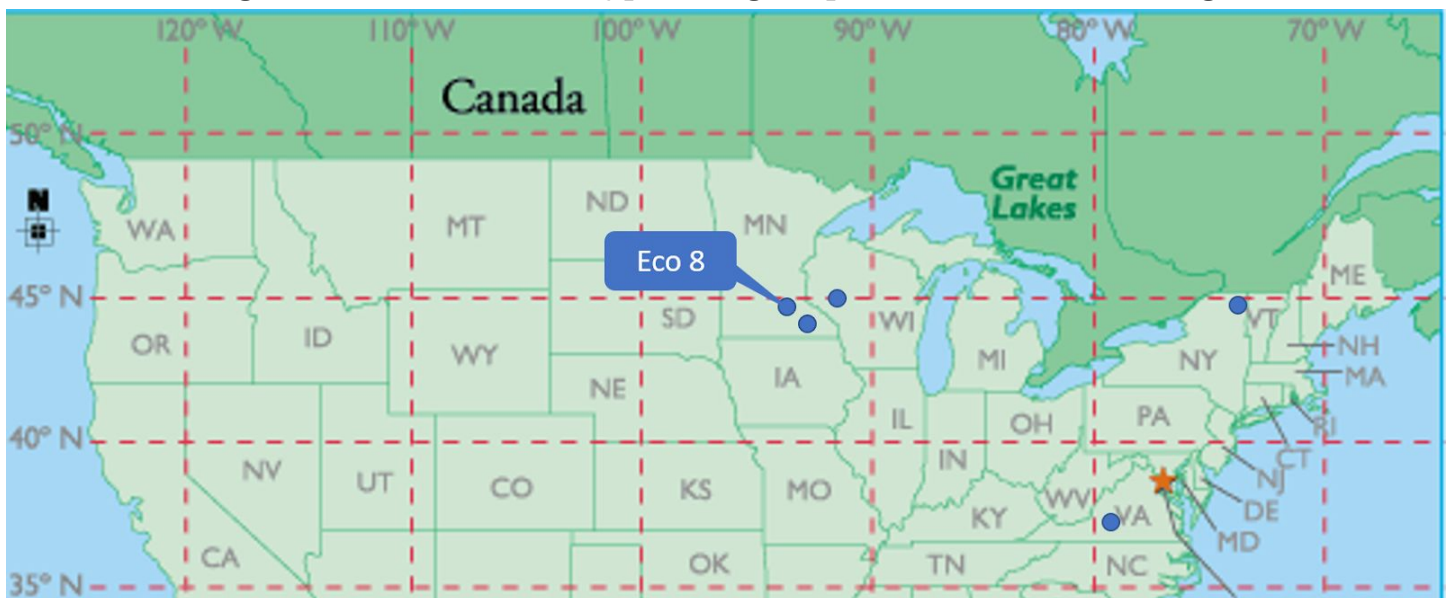 120° W 110° W 100° W 90° W 80° W 70° W
Canada
50° N
Great
Lakes
N
WA MT ND MN
Eco 8
ME
45° N
OR ID SD WI VT
WY MI NY NH
NE IA MA
IL OH PA RI
40° N
NV UT CO KS MO IN CT
NJ
KY WV VA DE
MD
CA OK TN NC
35° N